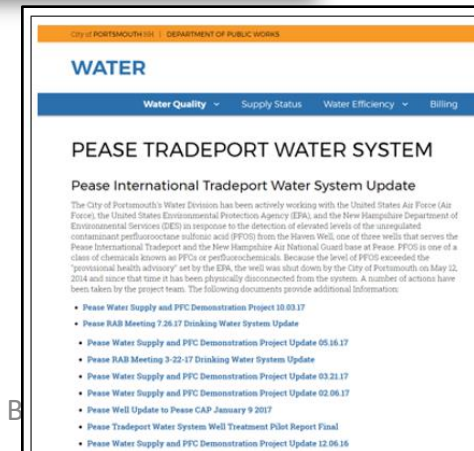 City of PORTSMOUTH NH | DEPARTMENT OF PUBLIC WORKS
WATER
Water Quality Supply Status Water Efficiency Billing
PEASE TRADEPORT WATER SYSTEM
Pease International Tradeport Water System Update
The City of Portsmouth's Water Division has been actively working with the United States Air Force (Air
Force), the United States Environmental Protection Agency (EPA), and the New Hampshire Department of
Environmental Services (DES) in response to the detection of elevated levels of the unregulated
contaminant perfluorooctane sulfonic acid (PFOS) from the Haven Well, one of three wells that serves the
Pease International Tradeport and the New Hampshire Air National Guard base at Pease. PFOS is one of a
class of chemicals known as PFCs or perfluorochemicals. Because the level of PFOS exceeded the
"provisional health advisory" set by the EPA, the well was shut down by the City of Portsmouth on May 12,
2014 and since that time it has been physically disconnected from the system. A number of actions have
been taken by the project team. The following documents provide additional Information:
• Pease Water Supply and PFC Demonstration Project 10.03.17
• Pease RAB Meeting 7.26.17 Drinking Water System Update
• Pease Water Supply and PFC Demonstration Project Update 05.16.17
• Pease RAB Meeting 3-22-17 Drinking Water System Update
• Pease Water Supply and PFC Demonstration Project Update 03.21.17
• Pease Water Supply and PFC Demonstration Project Update 02.06.17
B
• Pease Well Update to Pease CAP January 9 2017
• Pease Tradeport Water System Well Treatment Pilot Report Final
• Pease Water Supply and PFC Demonstration Project Update 12.06.16